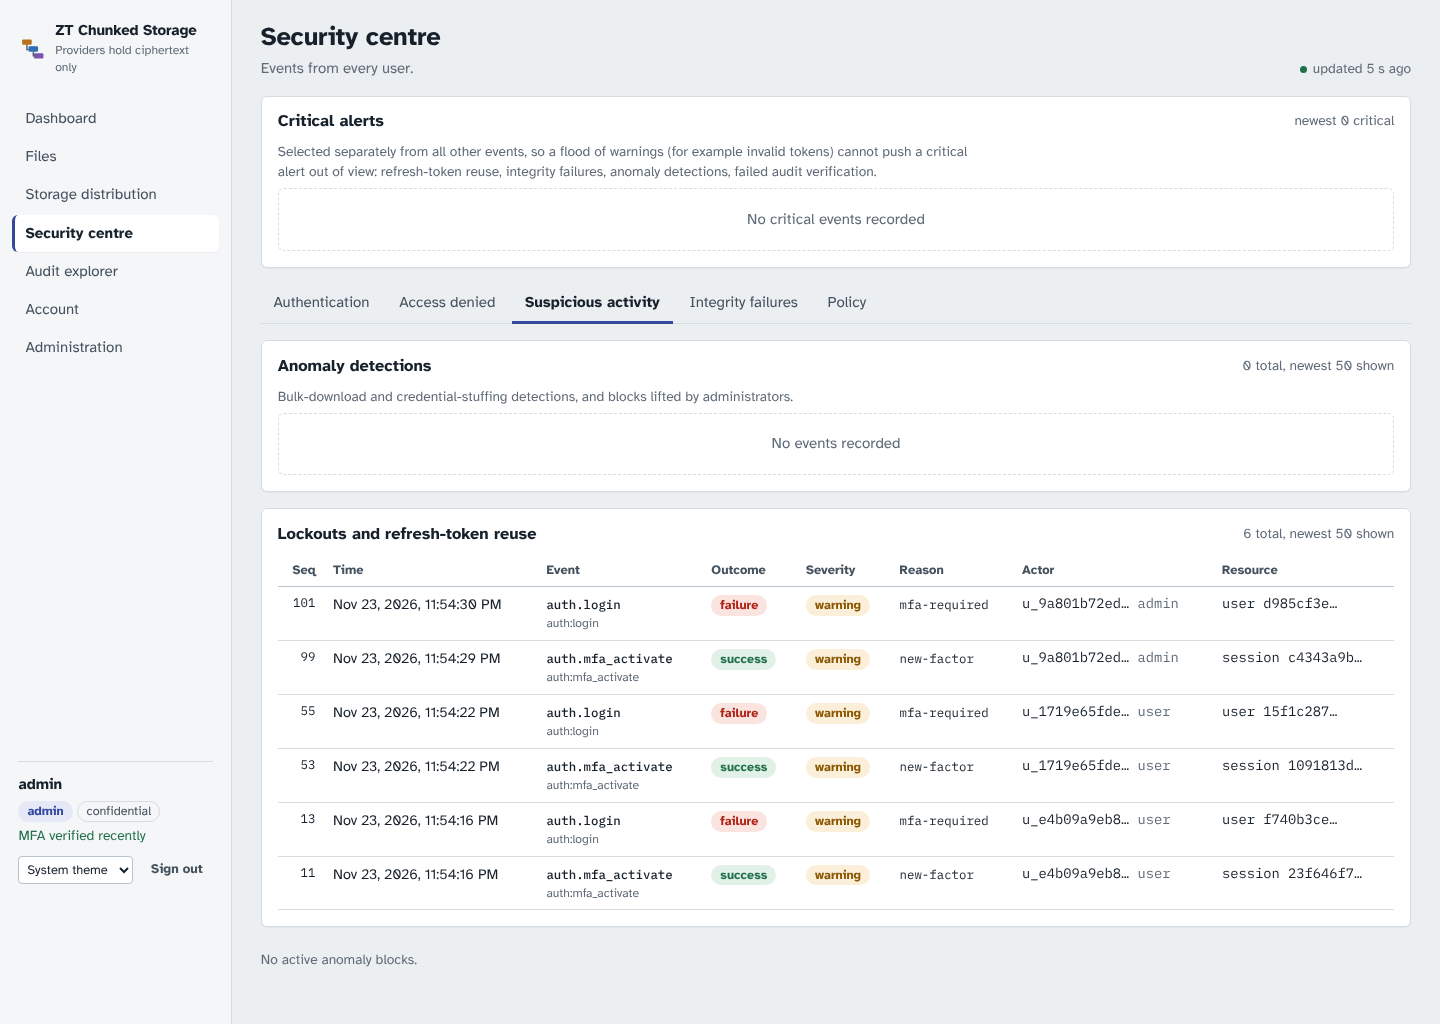 ZT Chunked Storage
Providers hold ciphertext
only
Dashboard
Files
Storage distribution
Security centre
Audit explorer
Account
Administration
admin
admin confidential
MFA verified recently
System theme Sign out
Security centre
Events from every user.
updated 5 s ago
Critical alerts
newest 0 critical
Selected separately from all other events, so a flood of warnings (for example invalid tokens) cannot push a critical
alert out of view: refresh-token reuse, integrity failures, anomaly detections, failed audit verification.
No critical events recorded
Authentication Access denied Suspicious activity Integrity failures Policy
Anomaly detections
0 total, newest 50 shown
Bulk-download and credential-stuffing detections, and blocks lifted by administrators.
No events recorded
Lockouts and refresh-token reuse
6 total, newest 50 shown
Seq Time Event Outcome Severity Reason Actor Resource
101 Nov 23, 2026, 11:54:30 PM auth.login failure warning mfa-required u_9a801b72ed… admin user d985cf3e…
auth:login
99 Nov 23, 2026, 11:54:29 PM auth.mfa_activate success warning new-factor u_9a801b72ed… admin session c4343a9b…
auth:mfa_activate
55 Nov 23, 2026, 11:54:22 PM auth.login failure warning mfa-required u_1719e65fde… user user 15f1c287…
auth:login
53 Nov 23, 2026, 11:54:22 PM auth.mfa_activate success warning new-factor u_1719e65fde… user session 1091813d…
auth:mfa_activate
13 Nov 23, 2026, 11:54:16 PM auth.login failure warning mfa-required u_e4b09a9eb8… user user f740b3ce…
auth:login
11 Nov 23, 2026, 11:54:16 PM auth.mfa_activate success warning new-factor u_e4b09a9eb8… user session 23f646f7…
auth:mfa_activate
No active anomaly blocks.